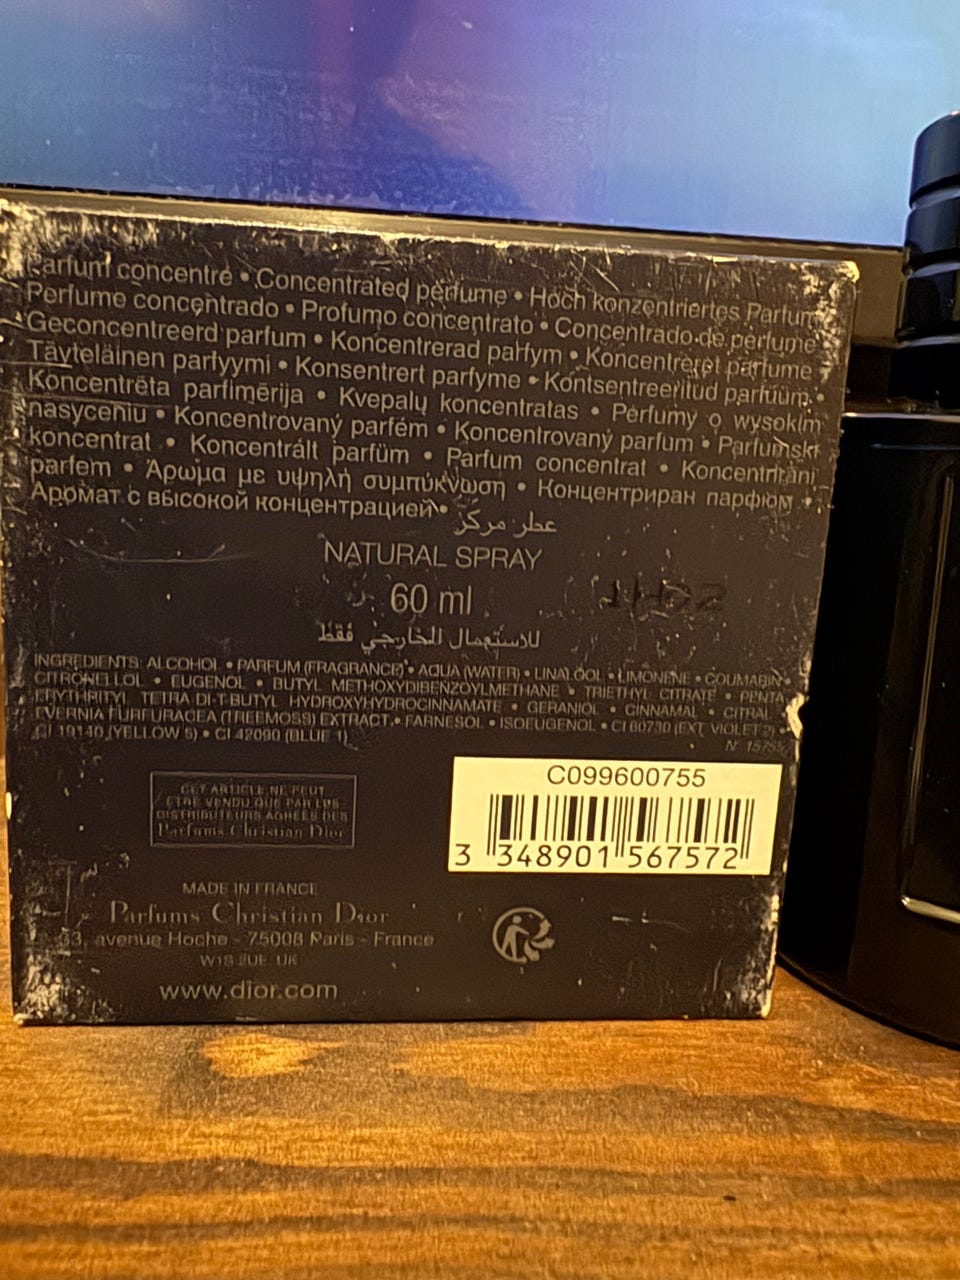 Parfum concentré • Concentrated perfume • Hoch konzentriertes Parfum
Perfume concentrado • Profumo concentrato • Concentrado de perfume
Geconcentreerd parfum • Koncentrerad parfym • Koncentreret parfume
Täyteläinen parfyymi • Konsentrert parfyme • Kontsentreeritud parfüüm •
Koncentrēta parfimērija • Kvepalų koncentratas • Perfumy o wysokim
nasyceniu • Koncentrovaný parfém • Koncentrovaný parfum • Parfumski
koncentrat • Koncentrált parfüm • Parfum concentrat • Koncentrirani
parfem • Άρωμα με υψηλή συμπύκνωση • Концентриран парфюм •
Аромат с высокой концентрацией • عطر مركز
NATURAL SPRAY
60 ml
للاستعمال الخارجي فقط
INGREDIENTS: ALCOHOL • PARFUM (FRAGRANCE) • AQUA (WATER) • LINALOOL • LIMONENE • COUMARIN
CITRONELLOL • EUGENOL • BUTYL METHOXYDIBENZOYLMETHANE • TRIETHYL CITRATE • PENTA
ERYTHRITYL TETRA-DI-T-BUTYL HYDROXYHYDROCINNAMATE • GERANIOL • CINNAMAL • CITRAL
EVERNIA FURFURACEA (TREEMOSS) EXTRACT • FARNESOL • ISOEUGENOL • CI 60730 (EXT. VIOLET 2) •
CI 19140 (YELLOW 5) • CI 42090 (BLUE 1)
N° 15755
CET ARTICLE NE PEUT
ETRE VENDU QUE PAR LES
DISTRIBUTEURS AGREES DES
Parfums Christian Dior
C099600755
3 348901 567572
MADE IN FRANCE
Parfums Christian Dior
33, avenue Hoche - 75008 Paris - France
W1S 2UE UK
www.dior.com